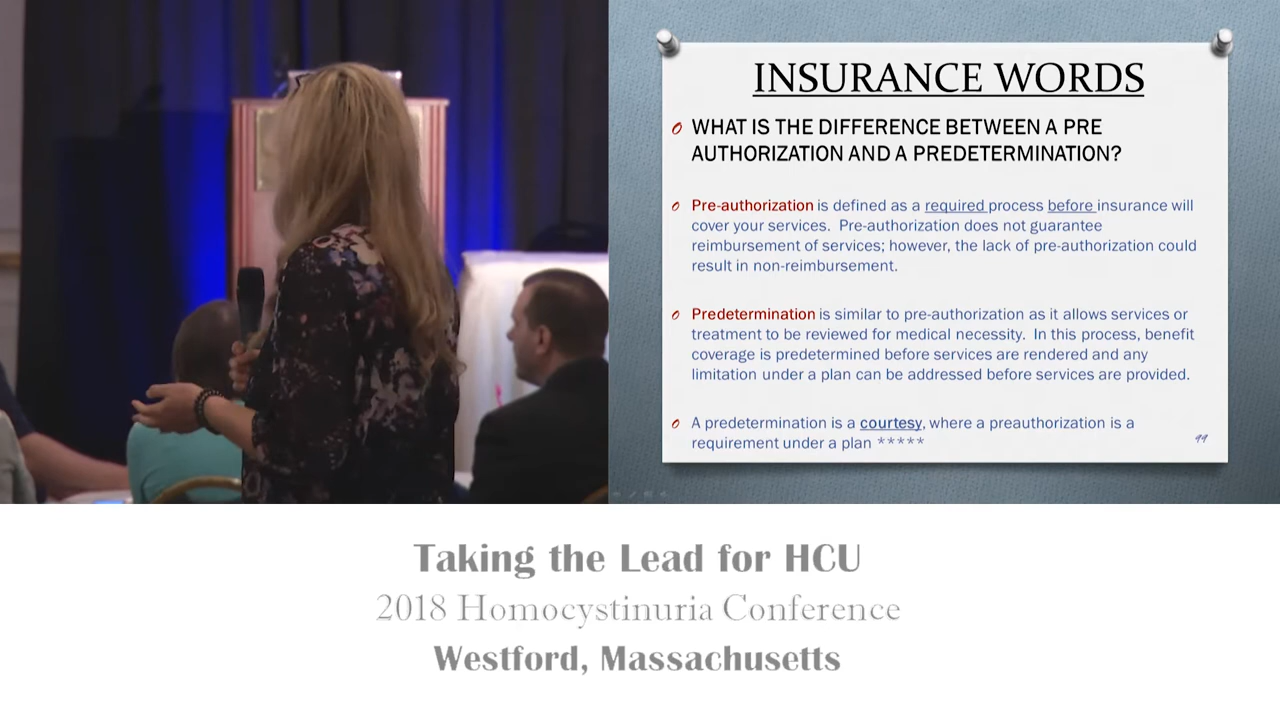 INSURANCE WORDS
WHAT IS THE DIFFERENCE BETWEEN A PRE
AUTHORIZATION AND A PREDETERMINATION?
Pre-authorization is defined as a required process before insurance will
cover your services. Pre-authorization does not guarantee
reimbursement of services; however, the lack of pre-authorization could
result in non-reimbursement.
Predetermination is similar to pre-authorization as it allows services or
treatment to be reviewed for medical necessity. In this process, benefit
coverage is predetermined before services are rendered and any
limitation under a plan can be addressed before services are provided.
A predetermination is a courtesy, where a preauthorization is a
requirement under a plan *****
99
Taking the Lead for HCU
2018 Homocystinuria Conference
Westford, Massachusetts